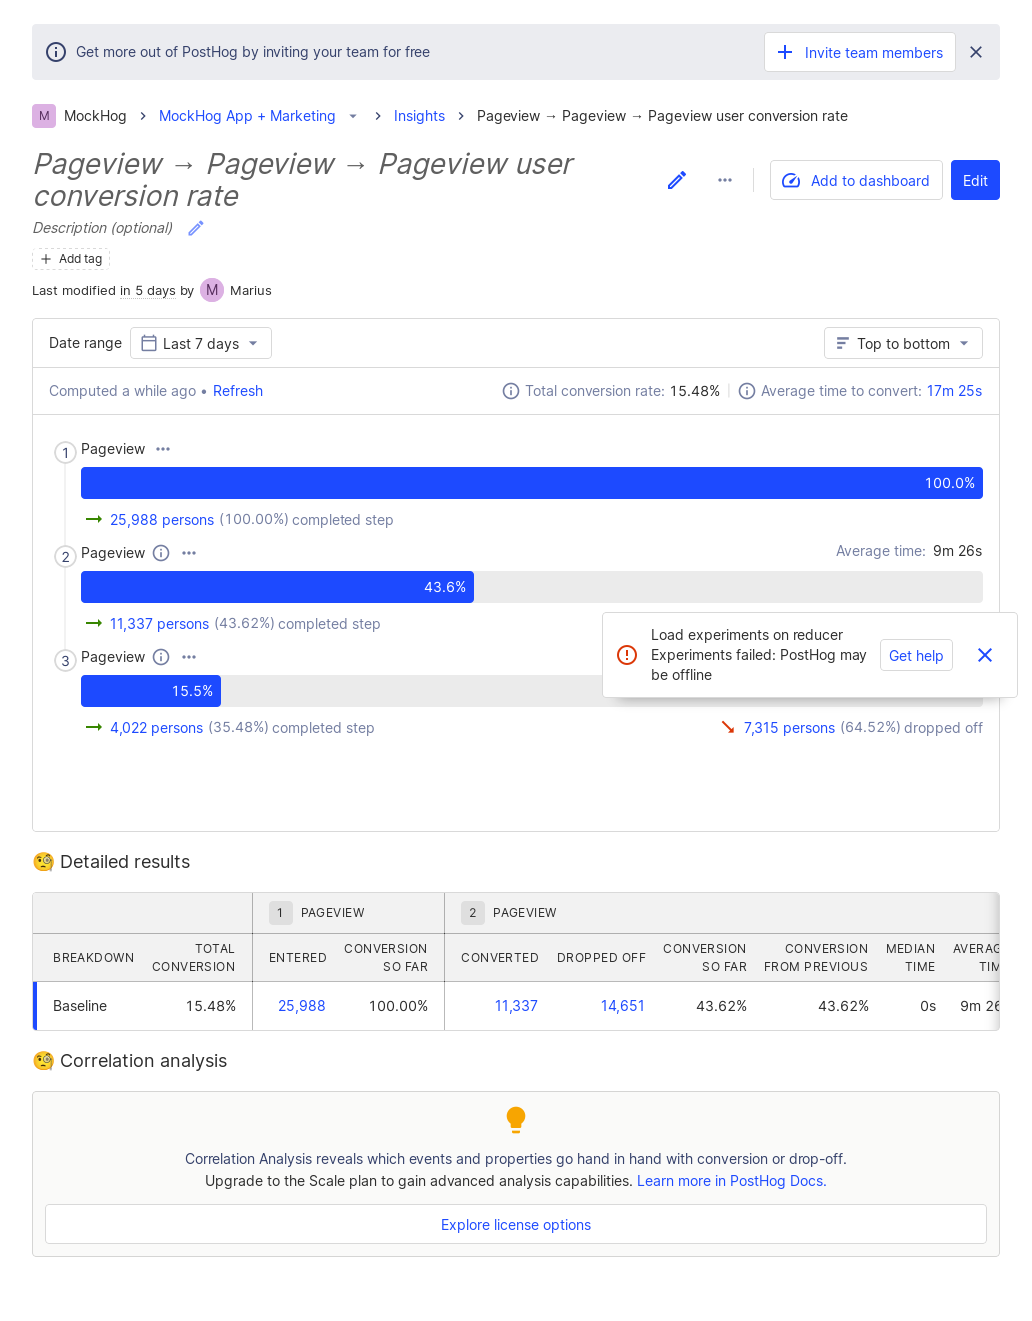 Get more out of PostHog by inviting your team for free
Invite team members
M MockHog > MockHog App + Marketing > Insights > Pageview → Pageview → Pageview user conversion rate
Pageview → Pageview → Pageview user
conversion rate
Add to dashboard
Edit
Description (optional)
+ Add tag
Last modified in 5 days by M Marius
Date range Last 7 days
Top to bottom
Computed a while ago • Refresh
Total conversion rate: 15.48%
Average time to convert: 17m 25s
1 Pageview
100.0%
25,988 persons (100.00%) completed step
2 Pageview
Average time: 9m 26s
43.6%
11,337 persons (43.62%) completed step
3 Pageview
15.5%
4,022 persons (35.48%) completed step
7,315 persons (64.52%) dropped off
Load experiments on reducer
Experiments failed: PostHog may
be offline
Get help
🧐 Detailed results
1 PAGEVIEW
2 PAGEVIEW
BREAKDOWN
TOTAL
CONVERSION
ENTERED
CONVERSION
SO FAR
CONVERTED
DROPPED OFF
CONVERSION
SO FAR
CONVERSION
FROM PREVIOUS
MEDIAN
TIME
AVERAG
TIM
Baseline 15.48% 25,988 100.00% 11,337 14,651 43.62% 43.62% 0s 9m 26
🧐 Correlation analysis
Correlation Analysis reveals which events and properties go hand in hand with conversion or drop-off.
Upgrade to the Scale plan to gain advanced analysis capabilities. Learn more in PostHog Docs.
Explore license options